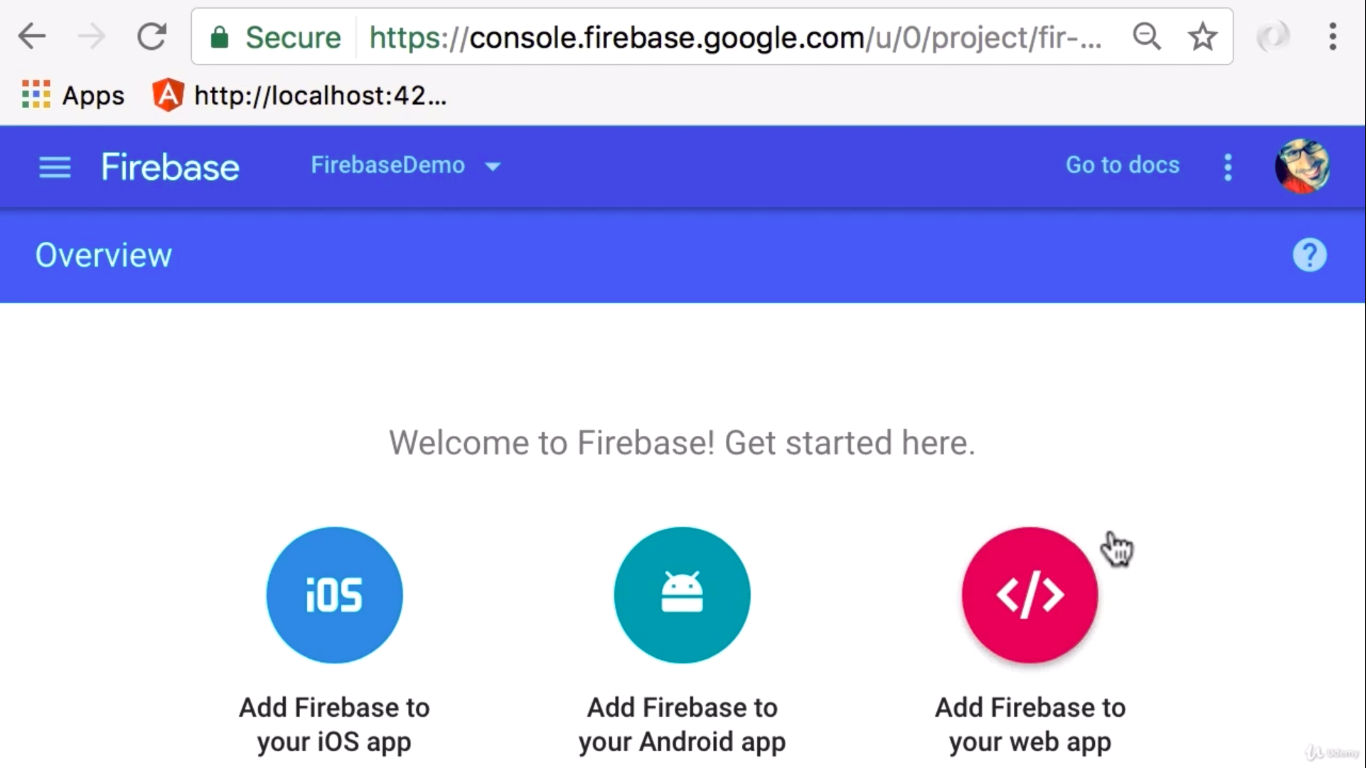 Secure https://console.firebase.google.com/u/0/project/fir-...
Apps http://localhost:42...
Firebase FirebaseDemo Go to docs
Overview ?
Welcome to Firebase! Get started here.
iOS </>
Add Firebase to your iOS app
Add Firebase to your Android app
Add Firebase to your web app
Udemy